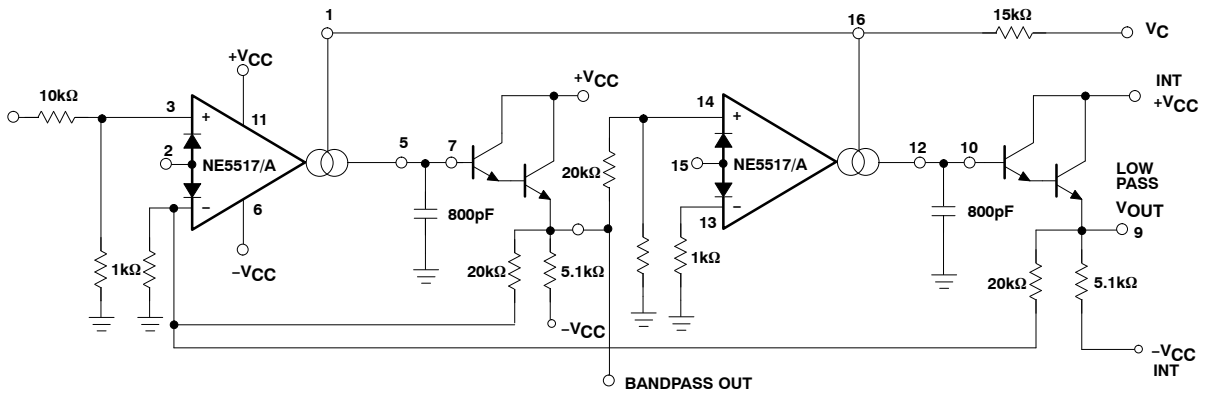 1
16
15kΩ
VC
+VCC
10kΩ
3
+
11
2
NE5517/A
−
6
−VCC
1kΩ
5
7
800pF
+VCC
20kΩ
20kΩ
5.1kΩ
−VCC
BANDPASS OUT
14
+
15
NE5517/A
−
13
1kΩ
12
10
800pF
INT
+VCC
LOW
PASS
VOUT
9
20kΩ
5.1kΩ
−VCC
INT